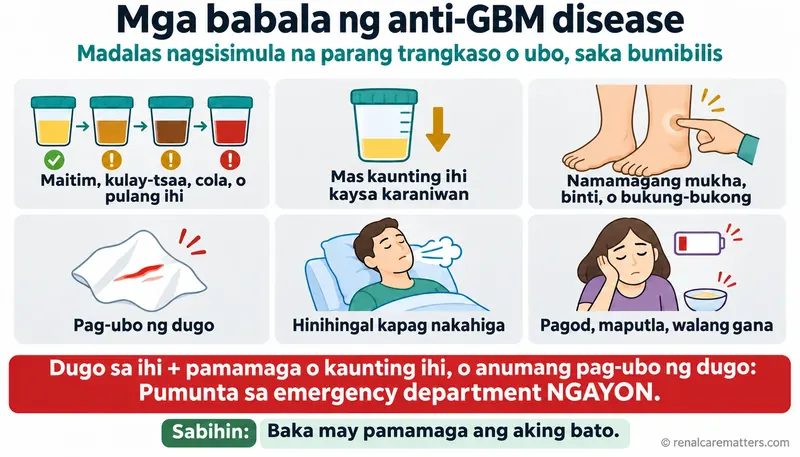 Mga babala ng anti-GBM disease
Madalas nagsisimula na parang trangkaso o ubo, saka bumibilis
Maitim, kulay-tsaa, cola, o
pulang ihi
Mas kaunting ihi
kaysa karaniwan
Namamagang mukha,
binti, o bukung-bukong
Pag-ubo ng dugo
Hinihingal kapag nakahiga
Pagod, maputla, walang gana
Dugo sa ihi + pamamaga o kaunting ihi, o anumang pag-ubo ng dugo:
Pumunta sa emergency department NGAYON.
Sabihin: Baka may pamamaga ang aking bato.
© renalcarematters.com